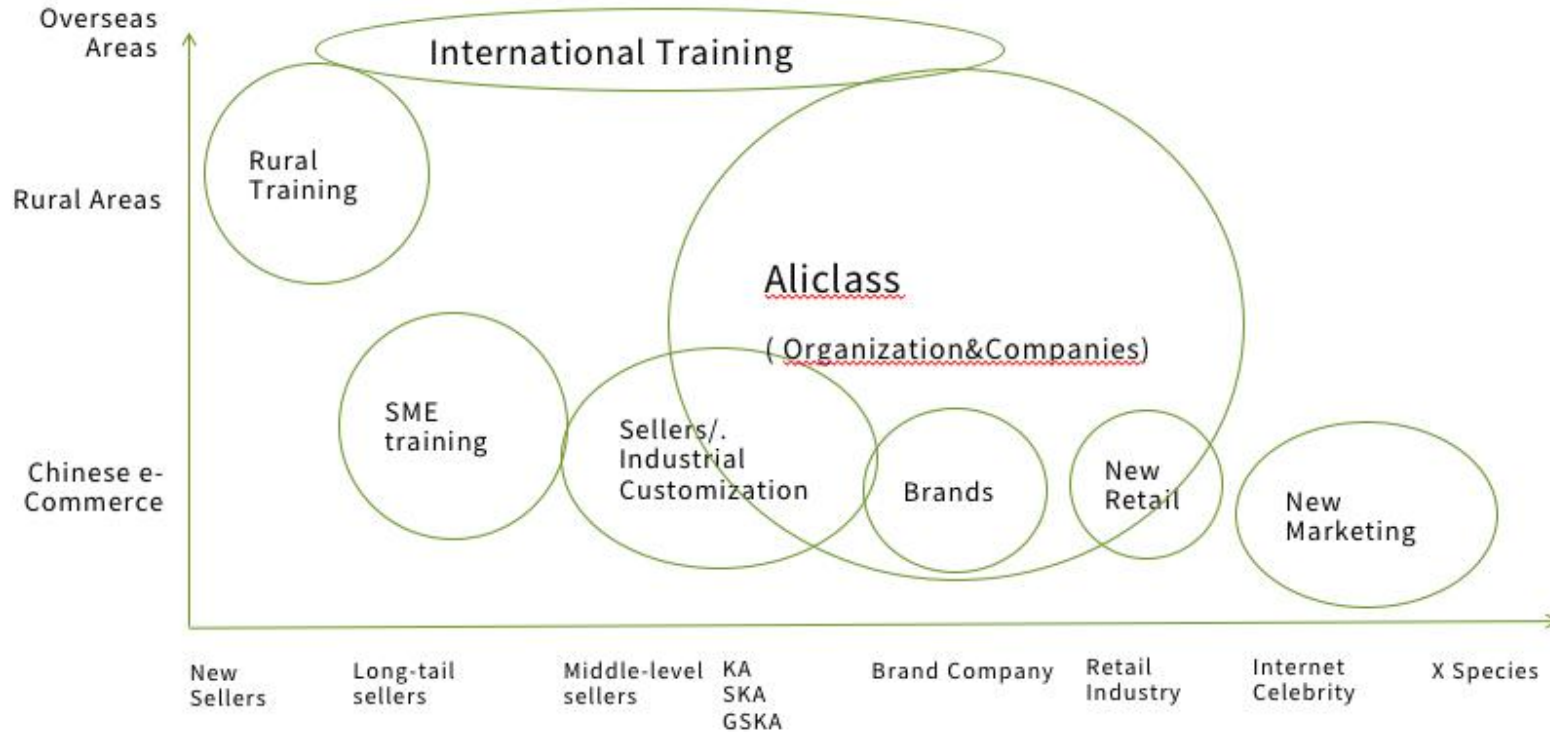 Overseas
Areas
International Training
Rural
Training
Rural Areas
Aliclass
( Organization&Companies)
SME
training
Sellers/.
Industrial
Customization
Chinese e-
Commerce
Brands
New
Retail
New
Marketing
New
Sellers
Long-tail
sellers
Middle-level
sellers
KA
SKA
GSKA
Brand Company
Retail
Industry
Internet
Celebrity
X Species